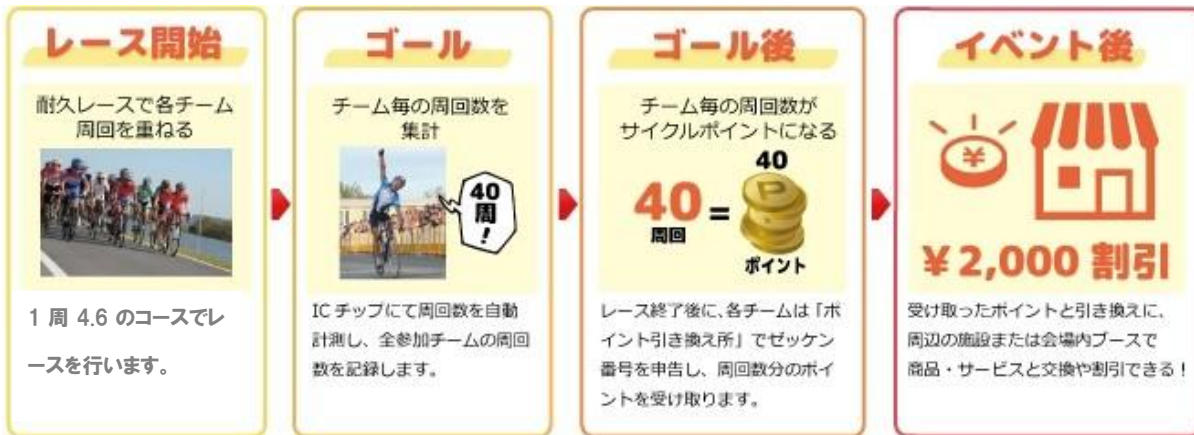 レース開始
耐久レースで各チーム
周回を重ねる
1 周 4.6 のコースでレ
ースを行います。
ゴール
チーム毎の周回数を
集計
40
周
!
IC チップにて周回数を自動
計測し、全参加チームの周回
数を記録します。
ゴール後
チーム毎の周回数が
サイクルポイントになる
40
周回
=
40
P
ポイント
レース終了後に、各チームは「ポ
イント引き換え所」でゼッケン
番号を申告し、周回数分のポイ
ントを受け取ります。
イベント後
¥
¥2,000 割引
受け取ったポイントと引き換えに、
周辺の施設または会場内ブースで
商品・サービスと交換や割引できる!